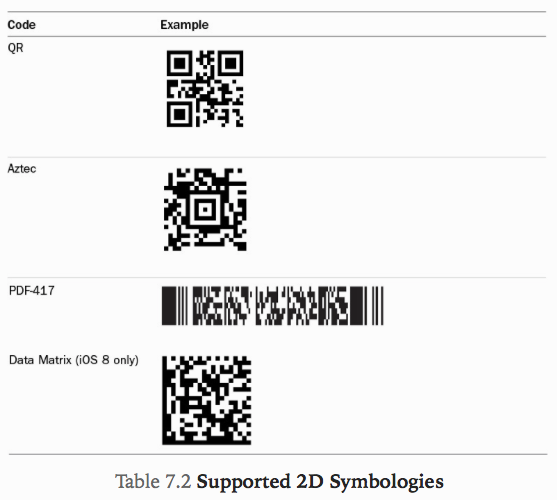 Code Example
QR
Aztec
PDF-417
Data Matrix (iOS 8 only)
Table 7.2 Supported 2D Symbologies